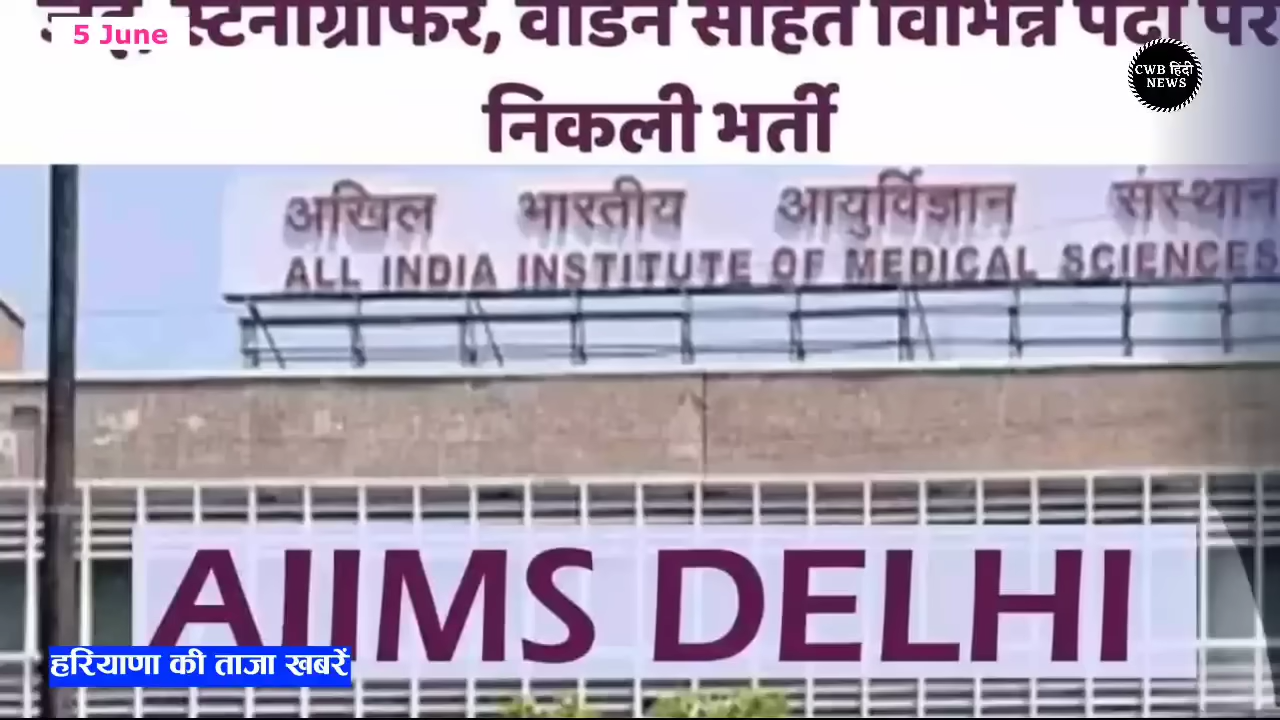 5 June
स्टेनोग्राफर, वार्डन सहित विभिन्न पदों पर
CWB हिंदी
NEWS
निकली भर्ती
अखिल भारतीय आयुर्विज्ञान संस्थान
ALL INDIA INSTITUTE OF MEDICAL SCIENCES
AIIMS DELHI
हरियाणा की ताजा खबरें